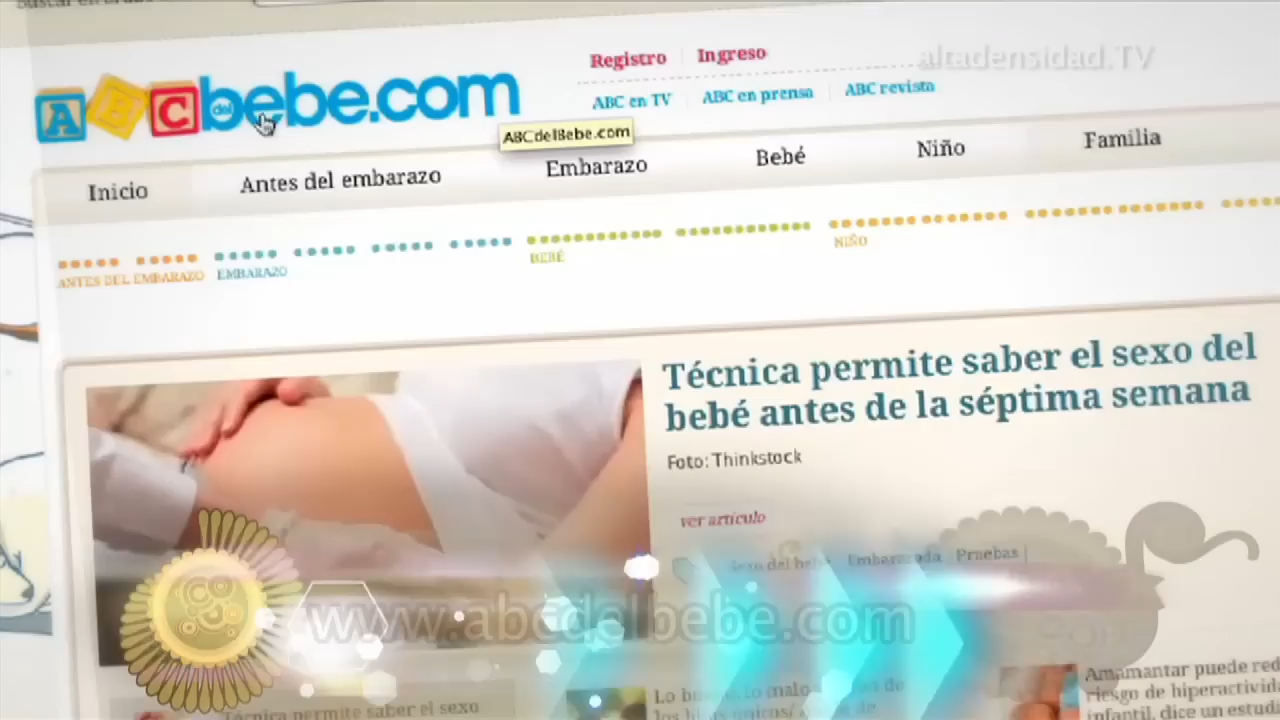 Registro Ingreso
altadensidad.TV
ABC del bebe.com
ABC en TV ABC en prensa ABC revista
ABCdelBebe.com
Inicio Antes del embarazo Embarazo Bebé Niño Familia
ANTES DEL EMBARAZO EMBARAZO BEBÉ NIÑO
Técnica permite saber el sexo del
bebé antes de la séptima semana
Foto: Thinkstock
ver artículo
Embarazada Pruebas |
www.abcdelbebe.com
Amamantar puede red
riesgo de hiperactivida
infantil, dice un estudi
Técnica permite saber el sexo